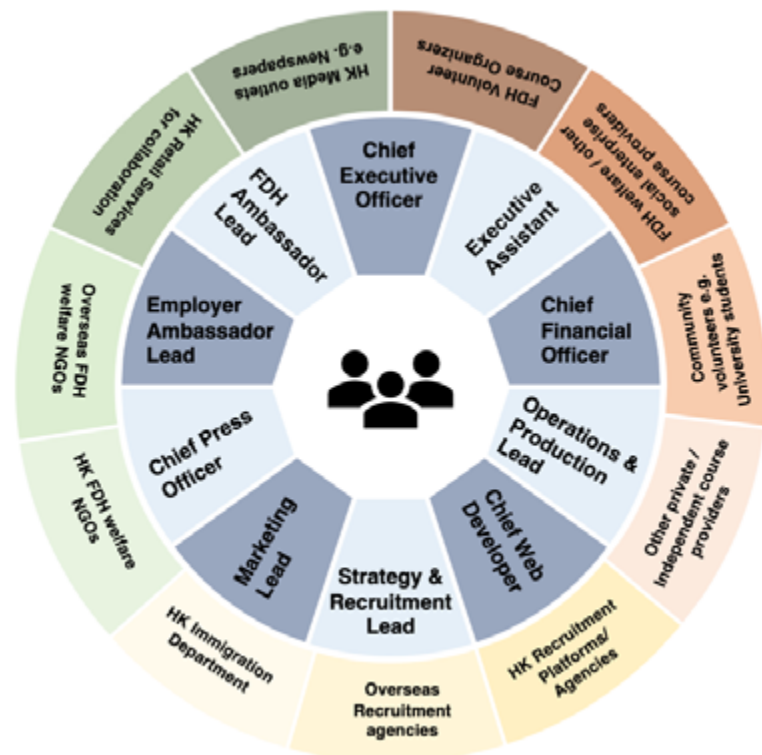 HK Media outlets
e.g. Newspapers
FDH Volunteer
Course Organizers
FDH welfare / other
social enterprise
course providers
Community
volunteers e.g.
University students
Other private /
Independent course
providers
HK Recruitment
Platforms/
Agencies
Overseas
Recruitment
agencies
HK Immigration
Department
HK FDH welfare
NGOs
Overseas FDH
welfare NGOs
HK Retail Services
for collaboration
Chief
Executive
Officer
Executive
Assistant
Chief
Financial
Officer
Operations &
Production
Lead
Chief Web
Developer
Strategy &
Recruitment
Lead
Marketing
Lead
Chief Press
Officer
Employer
Ambassador
Lead
FDH
Ambassador
Lead